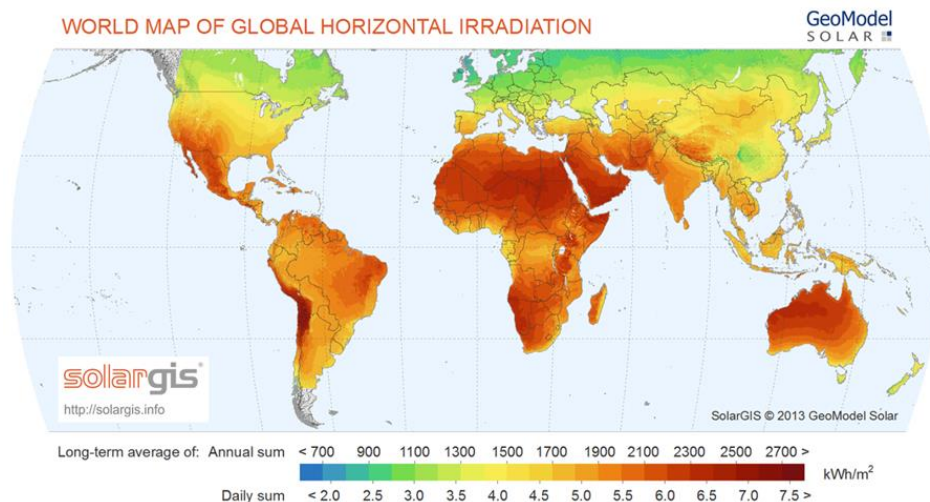 WORLD MAP OF GLOBAL HORIZONTAL IRRADIATION
GeoModel
SOLAR
solargis
http://solargis.info
SolarGIS © 2013 GeoModel Solar
Long-term average of: Annual sum < 700 900 1100 1300 1500 1700 1900 2100 2300 2500 2700 >
kWh/m²
Daily sum < 2.0 2.5 3.0 3.5 4.0 4.5 5.0 5.5 6.0 6.5 7.0 7.5 >